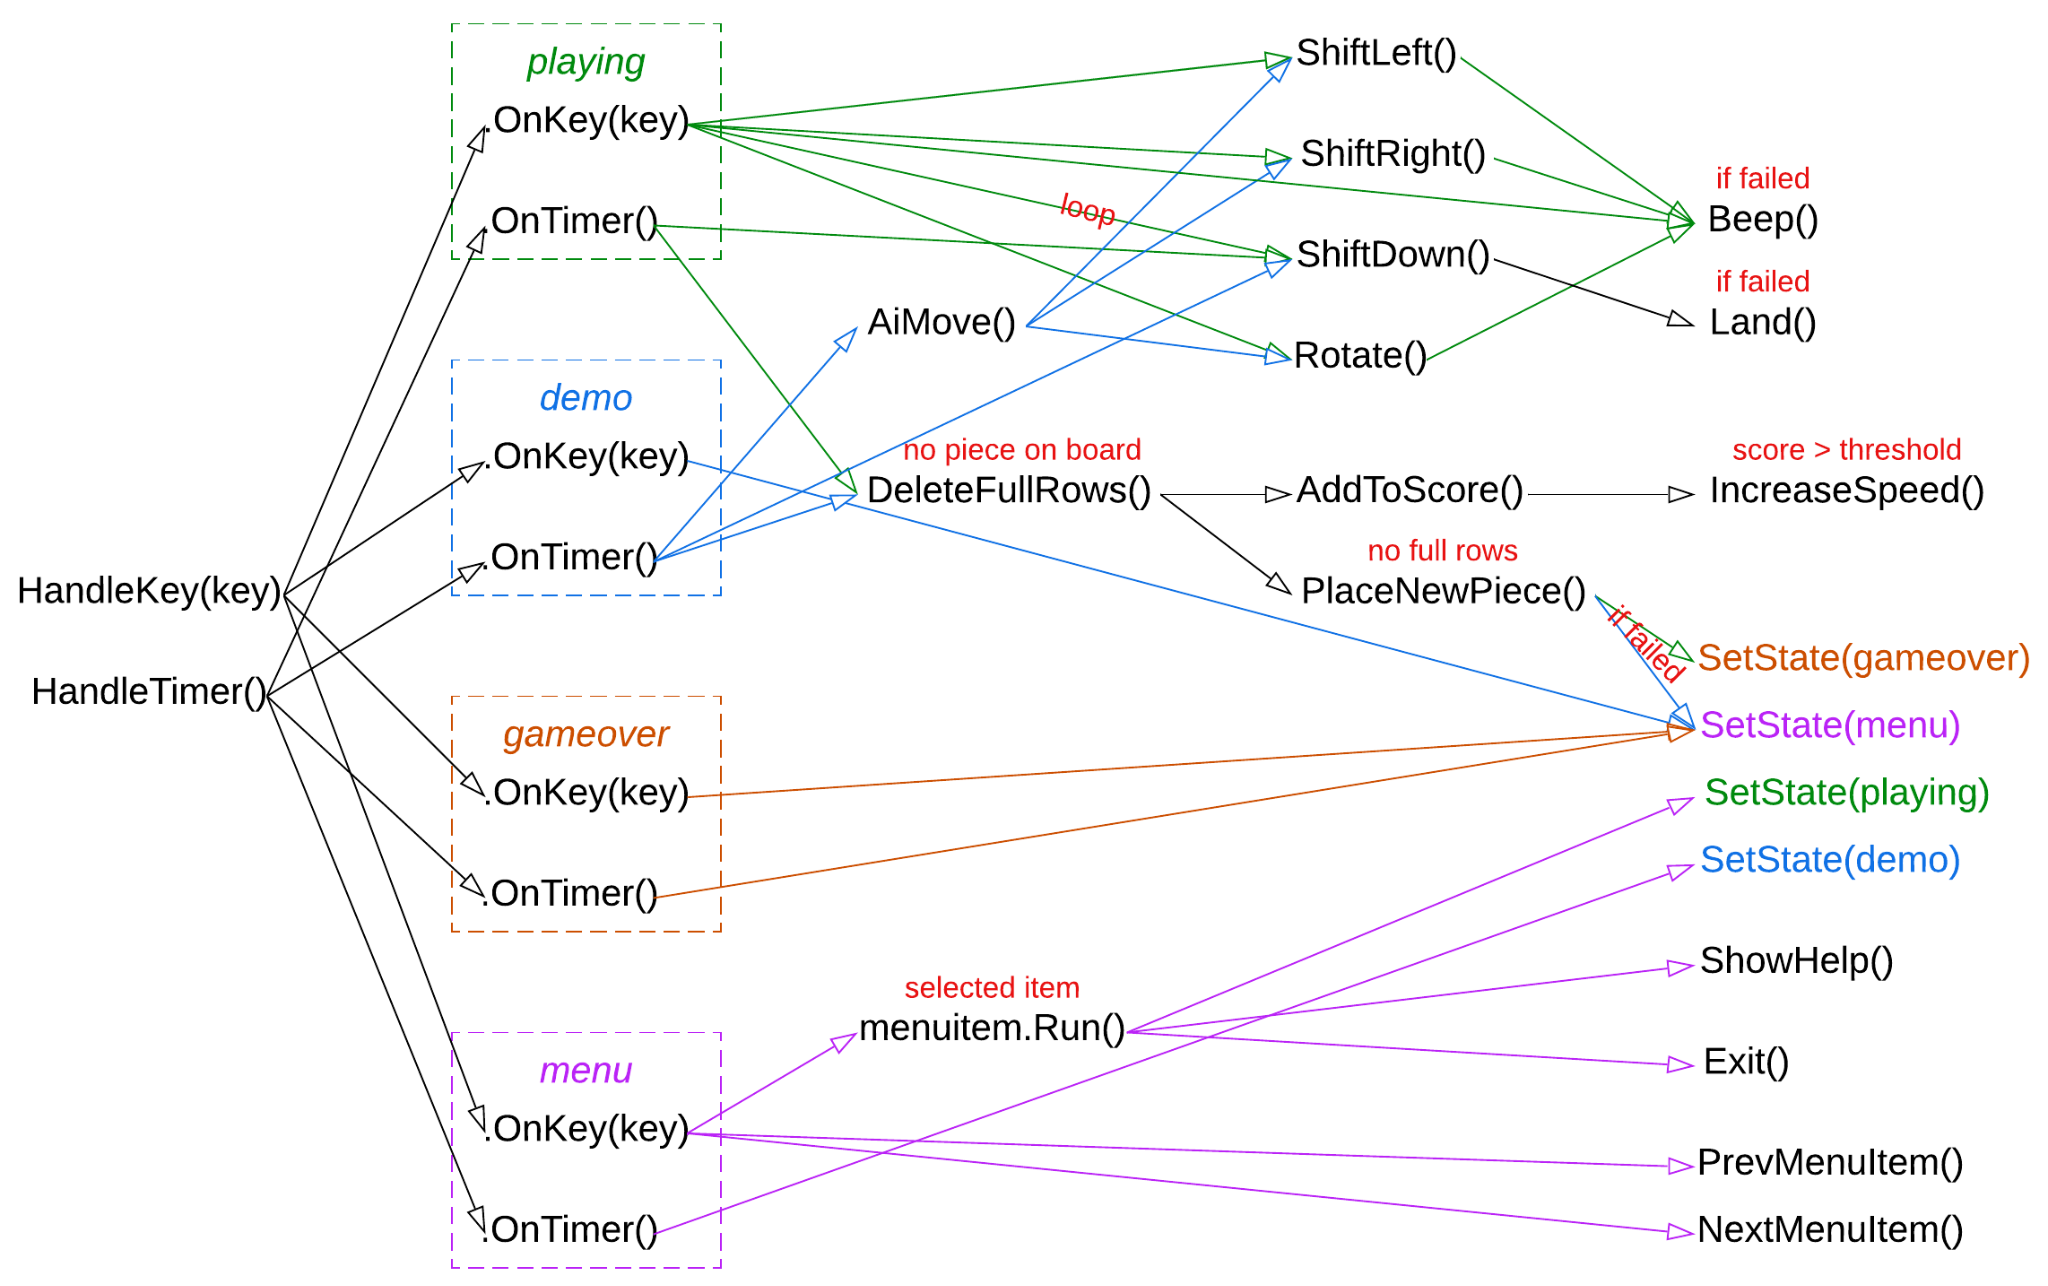 playing
.OnKey(key)
.OnTimer()
demo
.OnKey(key)
.OnTimer()
HandleKey(key)
HandleTimer()
gameover
.OnKey(key)
.OnTimer()
menu
.OnKey(key)
.OnTimer()
loop
AiMove()
no piece on board
DeleteFullRows()
selected item
menuitem.Run()
ShiftLeft()
ShiftRight()
ShiftDown()
Rotate()
AddToScore()
no full rows
PlaceNewPiece()
if failed
if failed
Beep()
if failed
Land()
score > threshold
IncreaseSpeed()
SetState(gameover)
SetState(menu)
SetState(playing)
SetState(demo)
ShowHelp()
Exit()
PrevMenuItem()
NextMenuItem()